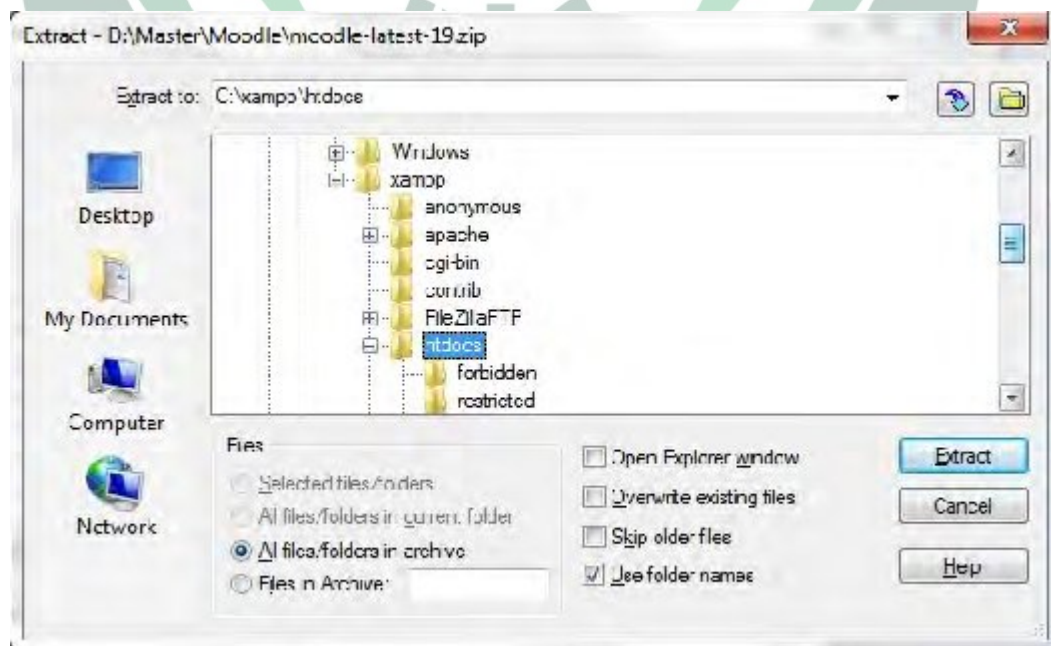 Extract - D:\Master\Moodle\moodle-latest-19.zip
Extract to: C:\xampp\htdocs
Windows
xampp
anonymous
apache
cgi-bin
contrib
FileZillaFTP
htdocs
forbidden
restricted
Desktop
My Documents
Computer
Network
Files
Selected files/folders
All files/folders in current folder
All files/folders in archive
Files in Archive:
Open Explorer window
Overwrite existing files
Skip older files
Use folder names
Extract
Cancel
Help